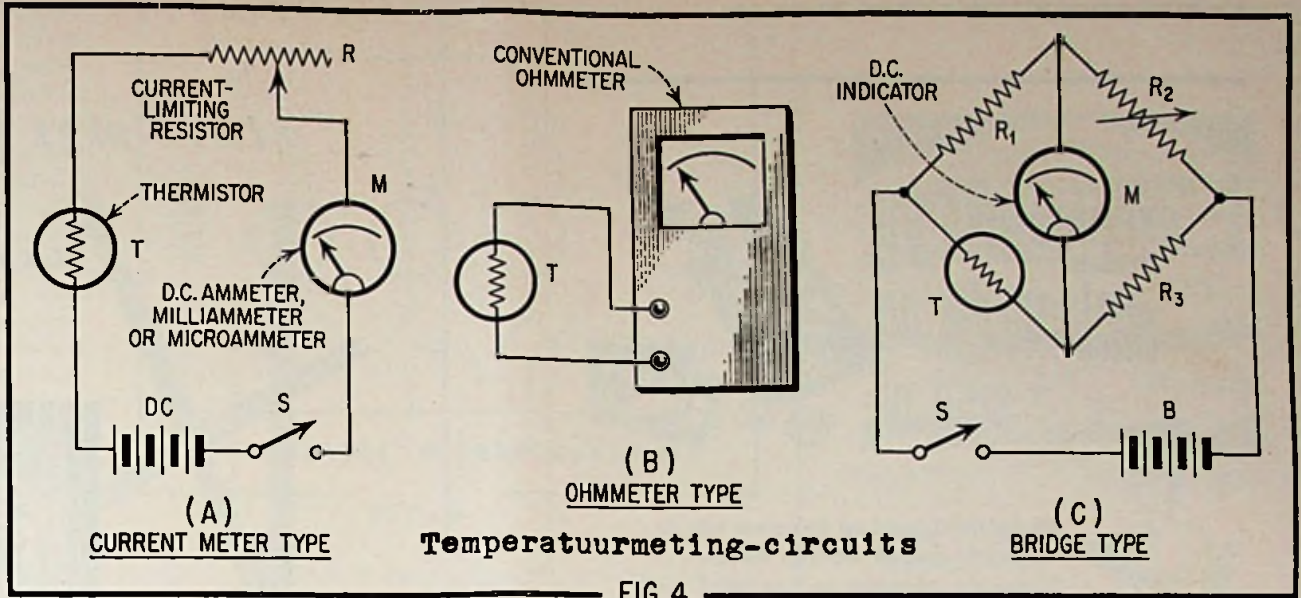 R
CURRENT-
LIMITING
RESISTOR
THERMISTOR
T
M
D.C. AMMETER,
MILLIAMMETER
OR MICROAMMETER
DC
S
(A)
CURRENT METER TYPE
CONVENTIONAL
OHMMETER
T
(B)
OHMMETER TYPE
Temperatuurmeting-circuits
D.C.
INDICATOR
R1
R2
M
T
R3
S
B
(C)
BRIDGE TYPE
FIG 4